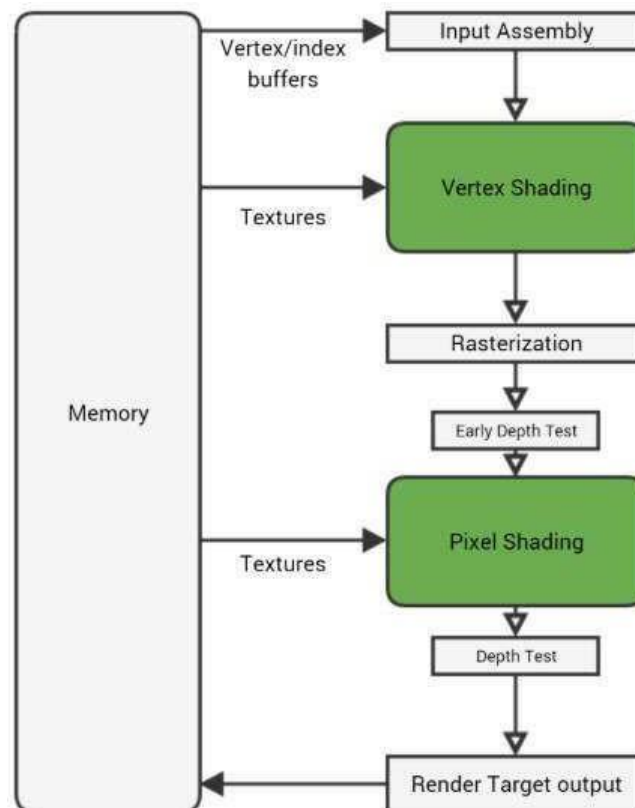 Input Assembly
Vertex/index
buffers
Vertex Shading
Textures
Rasterization
Memory
Early Depth Test
Pixel Shading
Textures
Depth Test
Render Target output